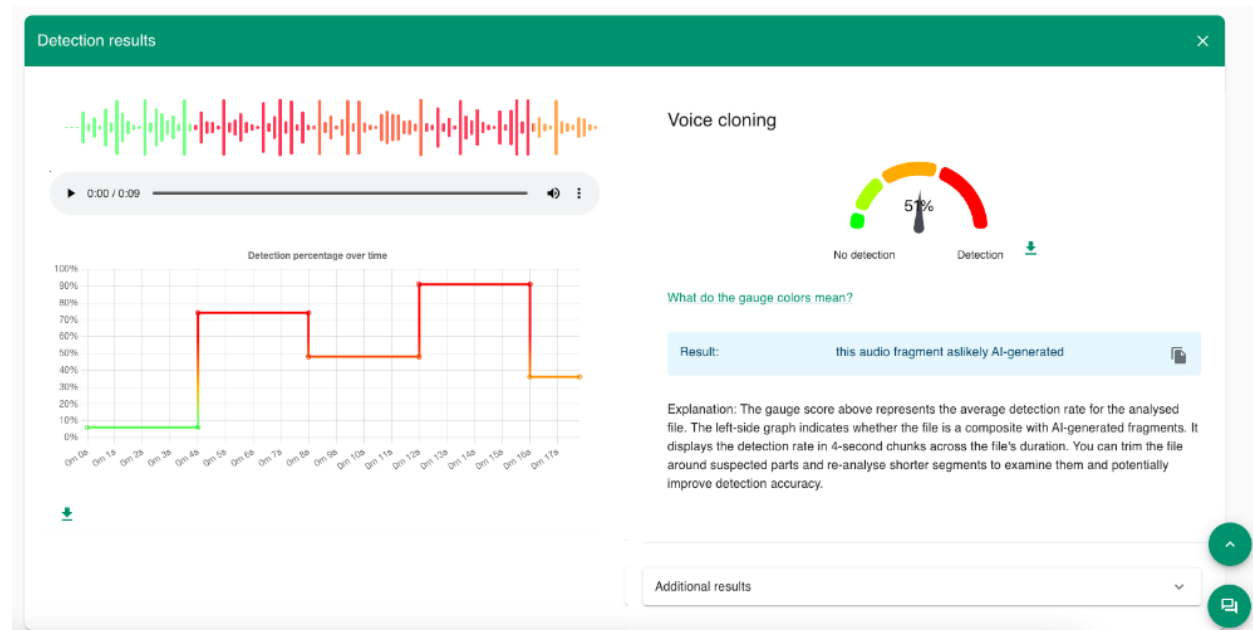 Detection results
0:00 / 0:09
Detection percentage over time
100%
90%
80%
70%
60%
50%
40%
30%
20%
10%
0%
0m 0s 0m 1s 0m 2s 0m 3s 0m 4s 0m 5s 0m 6s 0m 7s 0m 8s 0m 9s 0m 10s 0m 11s 0m 12s 0m 13s 0m 14s 0m 15s 0m 16s 0m 17s
Voice cloning
51%
No detection Detection
What do the gauge colors mean?
Result: this audio fragment aslikely AI-generated
Explanation: The gauge score above represents the average detection rate for the analysed
file. The left-side graph indicates whether the file is a composite with AI-generated fragments. It
displays the detection rate in 4-second chunks across the file's duration. You can trim the file
around suspected parts and re-analyse shorter segments to examine them and potentially
improve detection accuracy.
Additional results